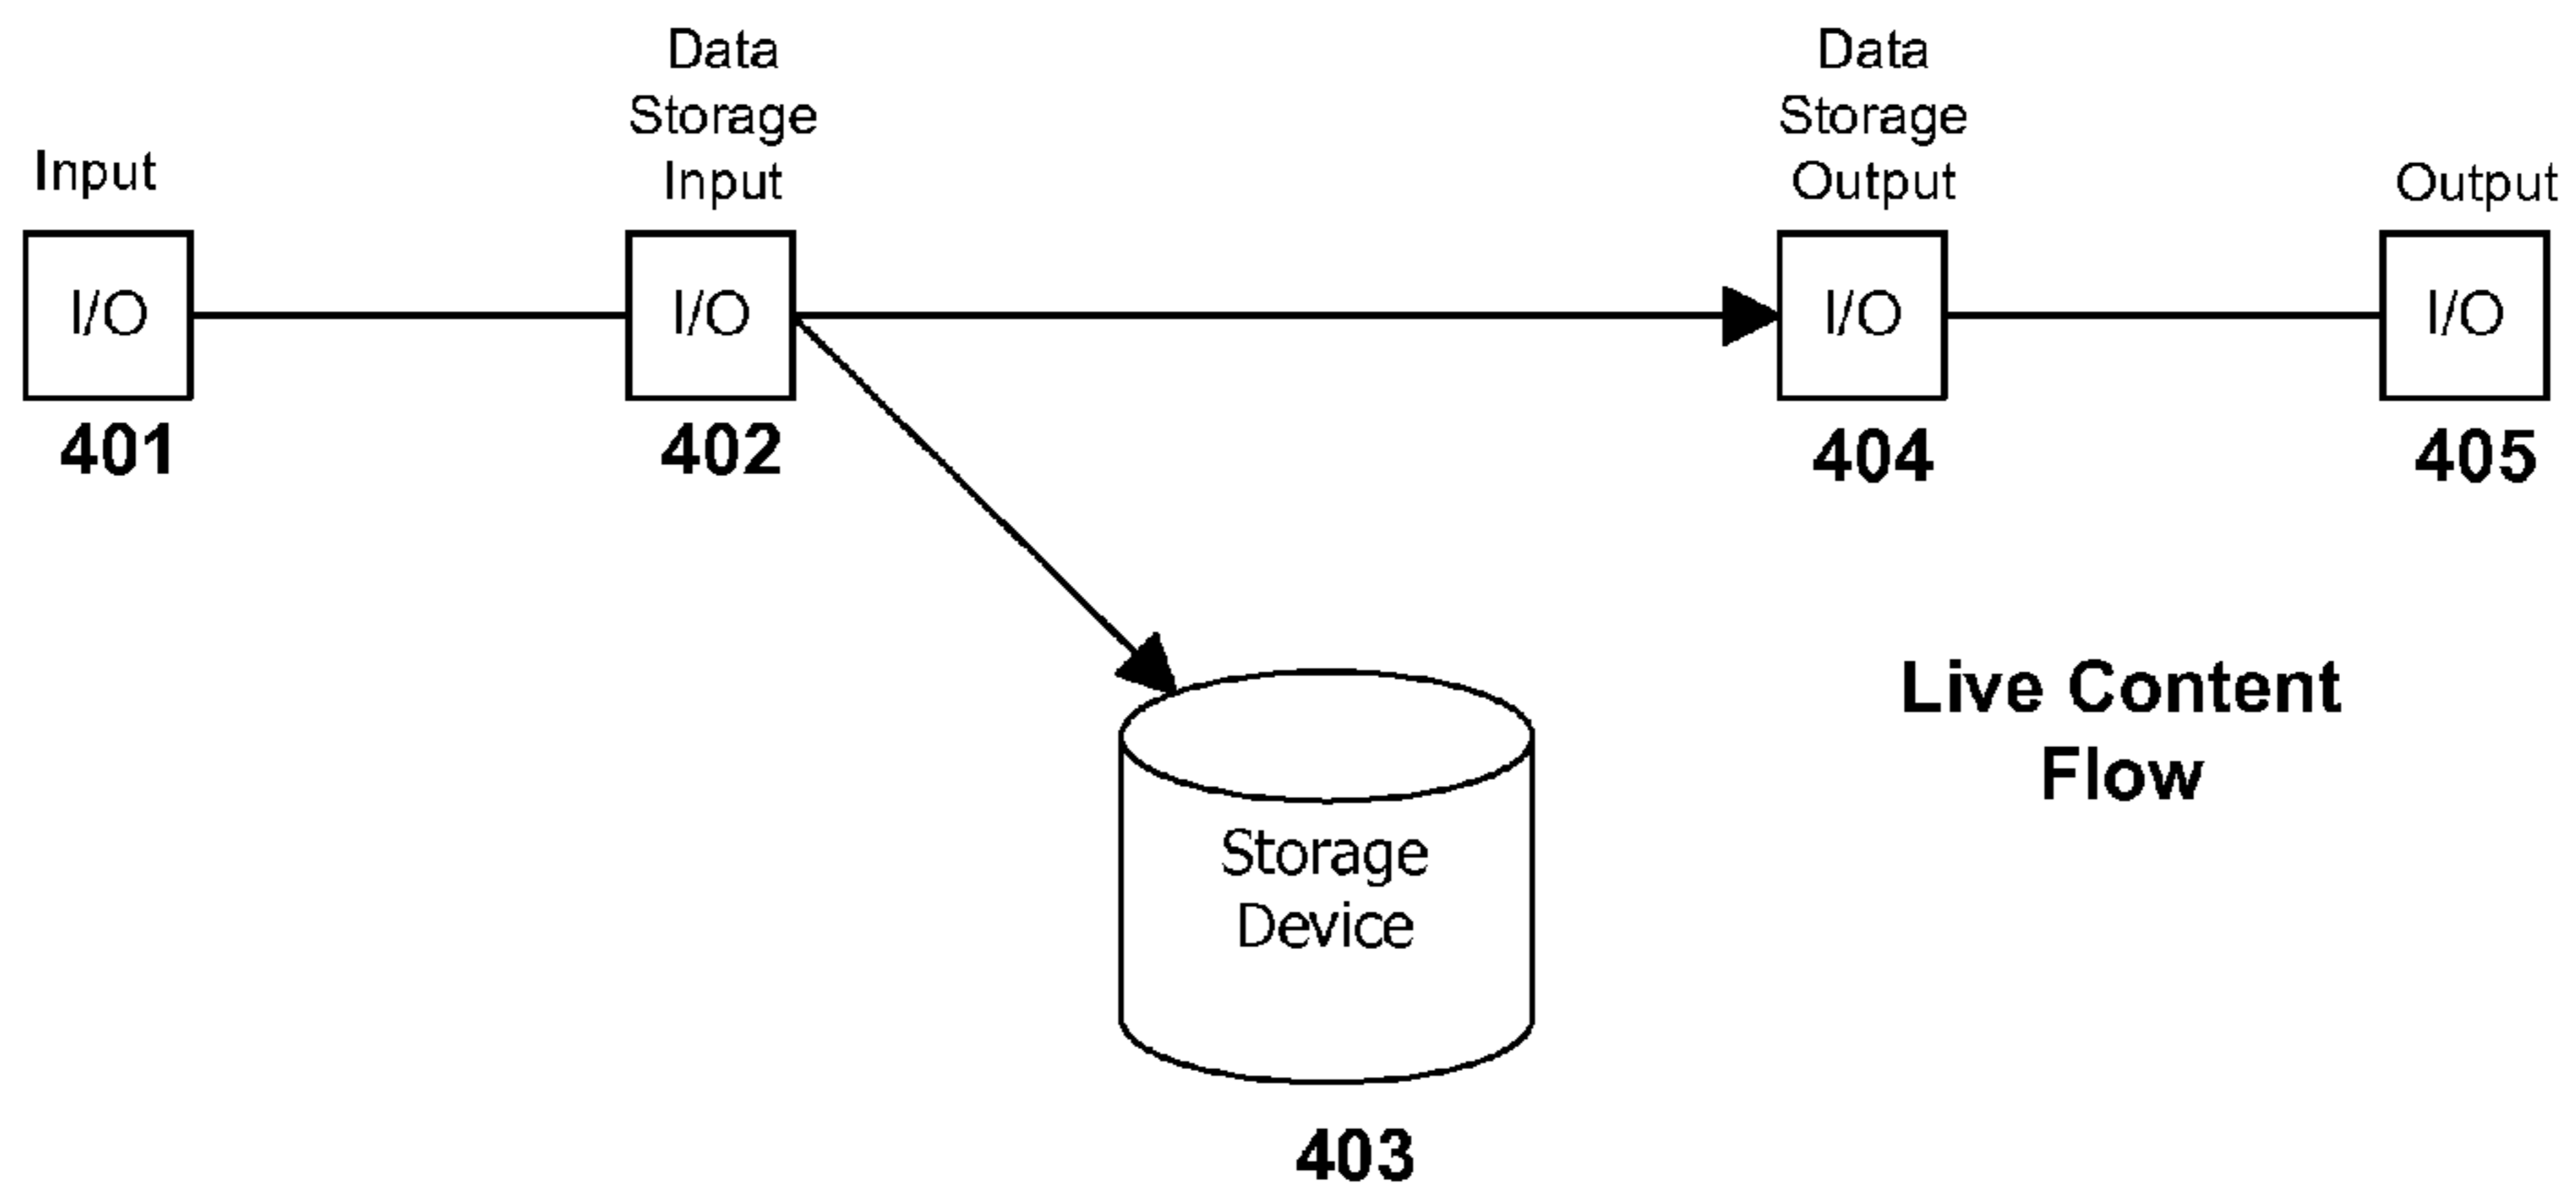 Input
Data
Storage
Input
Data
Storage
Output
Output
I/O
I/O
I/O
I/O
401
402
404
405
Live Content
Flow
Storage
Device
403